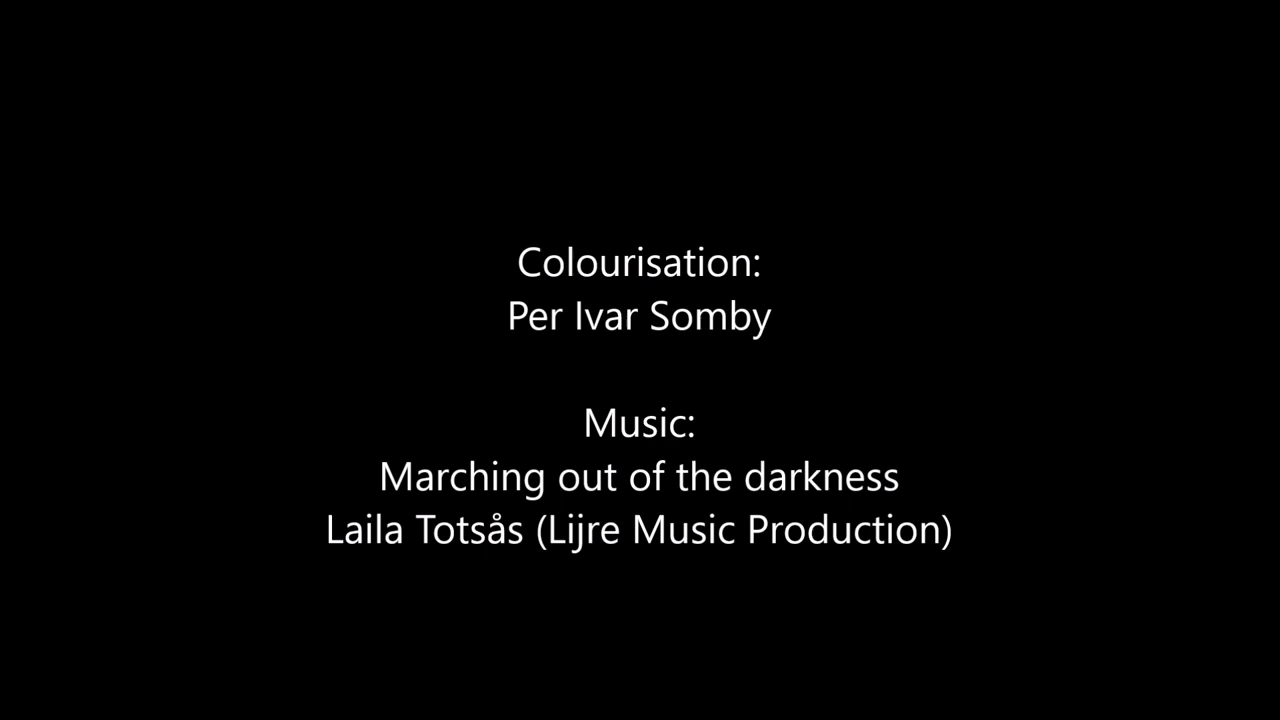 Colourisation:
Per Ivar Somby
Music:
Marching out of the darkness
Laila Totsås (Lijre Music Production)